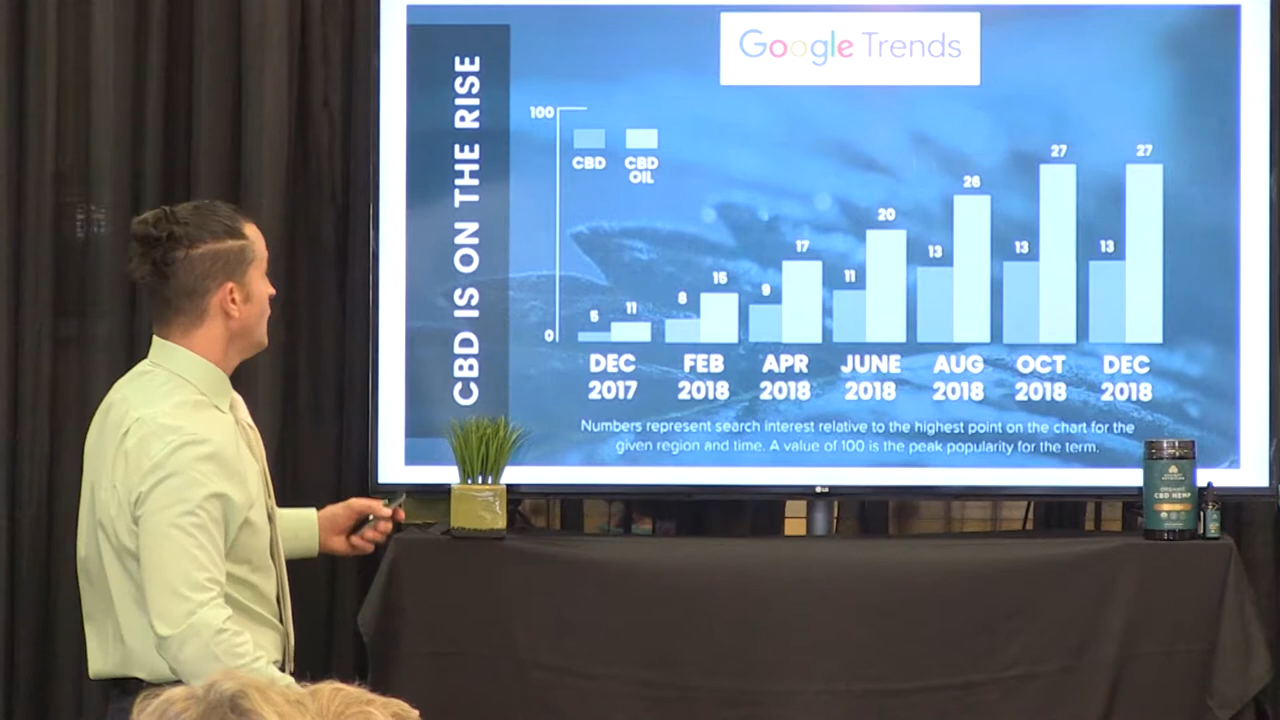 CBD IS ON THE RISE
Google Trends
100
CBD
CBD
OIL
0
5
11
8
15
9
17
11
20
13
26
13
27
13
27
DEC
2017
FEB
2018
APR
2018
JUNE
2018
AUG
2018
OCT
2018
DEC
2018
Numbers represent search interest relative to the highest point on the chart for the
given region and time. A value of 100 is the peak popularity for the term.
LG
ORGANIC
CBD HEMP